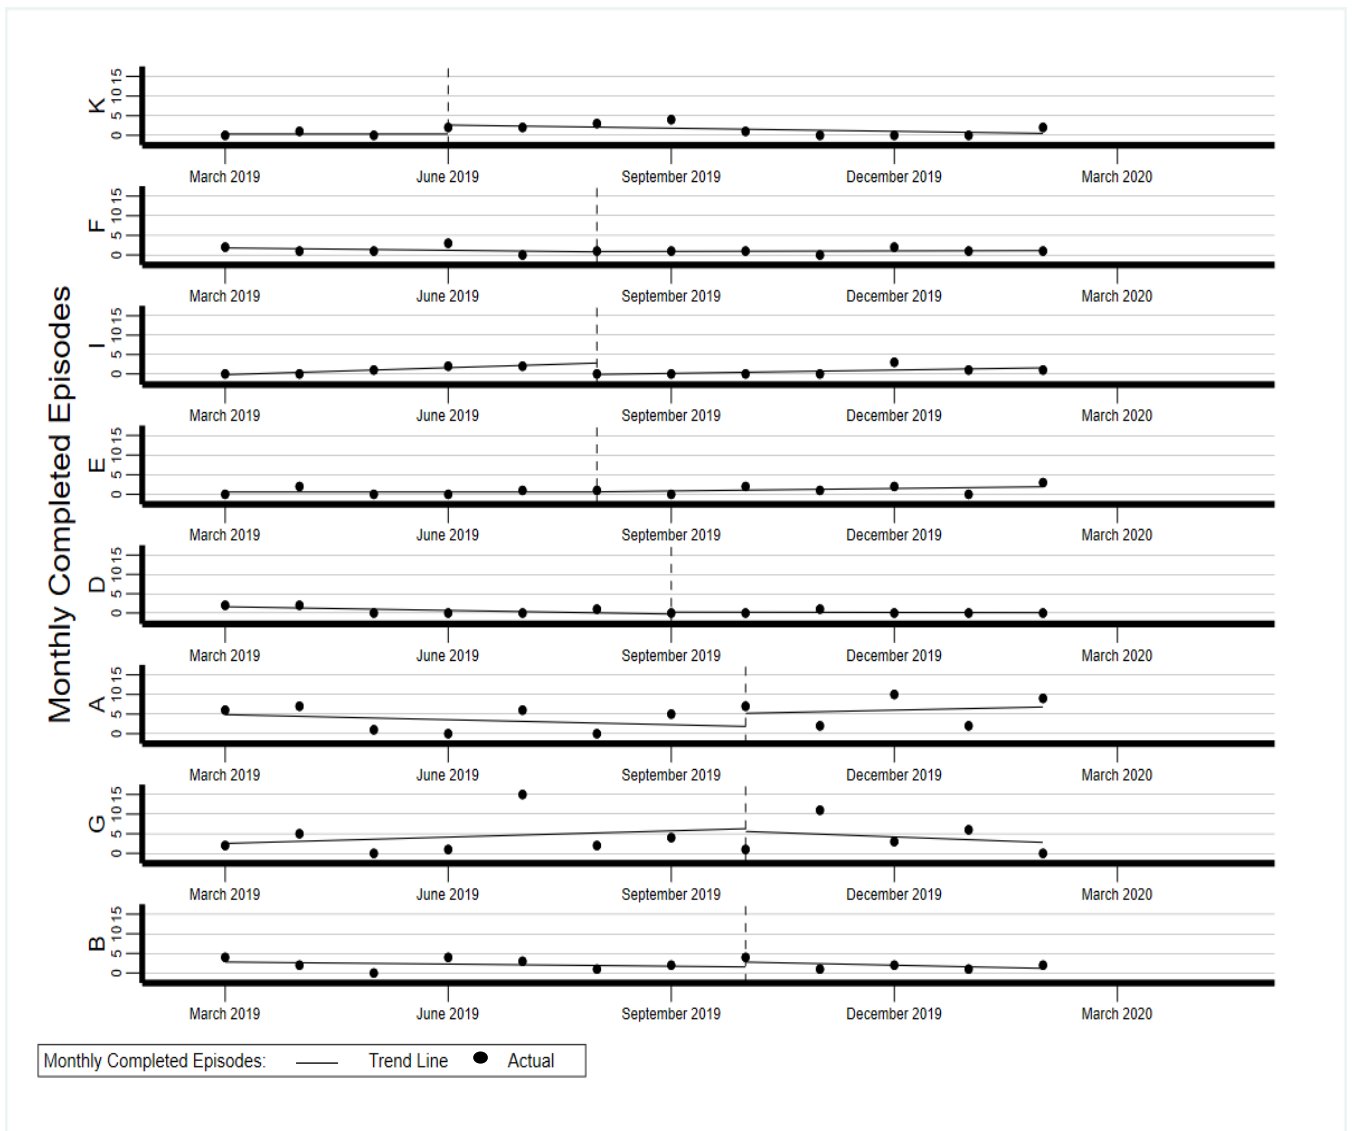 Monthly Completed Episodes
K
15
10
5
0
March 2019 June 2019 September 2019 December 2019 March 2020
F
15
10
5
0
March 2019 June 2019 September 2019 December 2019 March 2020
I
15
10
5
0
March 2019 June 2019 September 2019 December 2019 March 2020
E
15
10
5
0
March 2019 June 2019 September 2019 December 2019 March 2020
D
15
10
5
0
March 2019 June 2019 September 2019 December 2019 March 2020
A
15
10
5
0
March 2019 June 2019 September 2019 December 2019 March 2020
G
15
10
5
0
March 2019 June 2019 September 2019 December 2019 March 2020
B
15
10
5
0
March 2019 June 2019 September 2019 December 2019 March 2020
Monthly Completed Episodes: Trend Line Actual